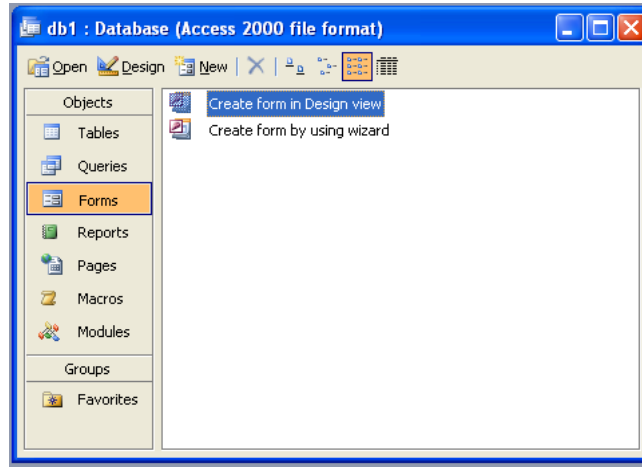 db1 : Database (Access 2000 file format)
Open Design New
Objects
Tables
Queries
Forms
Reports
Pages
Macros
Modules
Groups
Favorites
Create form in Design view
Create form by using wizard